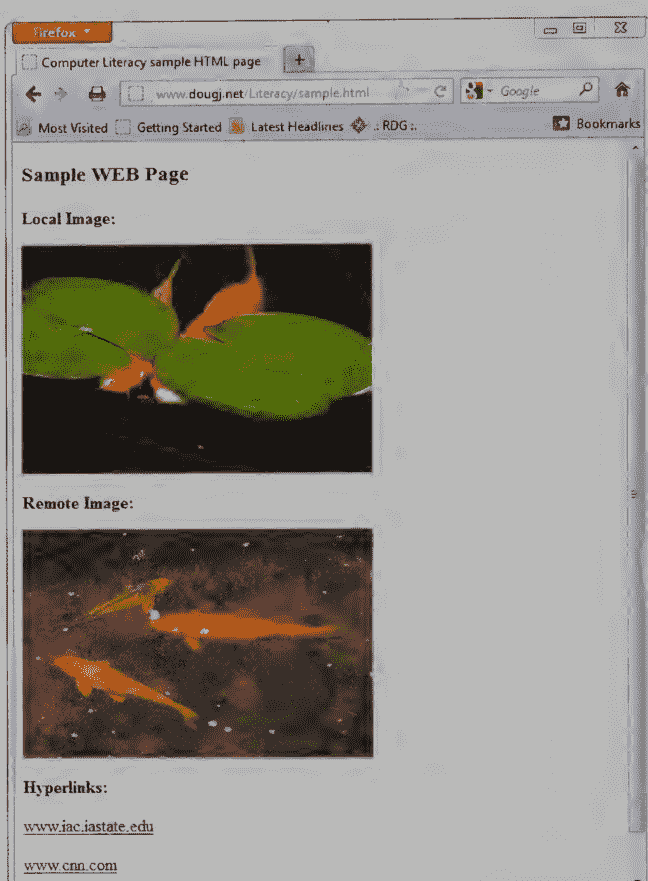 Firefox
Computer Literacy sample HTML page
+
www.dougj.net/Literacy/sample.html
Google
Most Visited Getting Started Latest Headlines .: RDG :. Bookmarks
Sample WEB Page
Local Image:
Remote Image:
Hyperlinks:
www.iac.iastate.edu
www.cnn.com